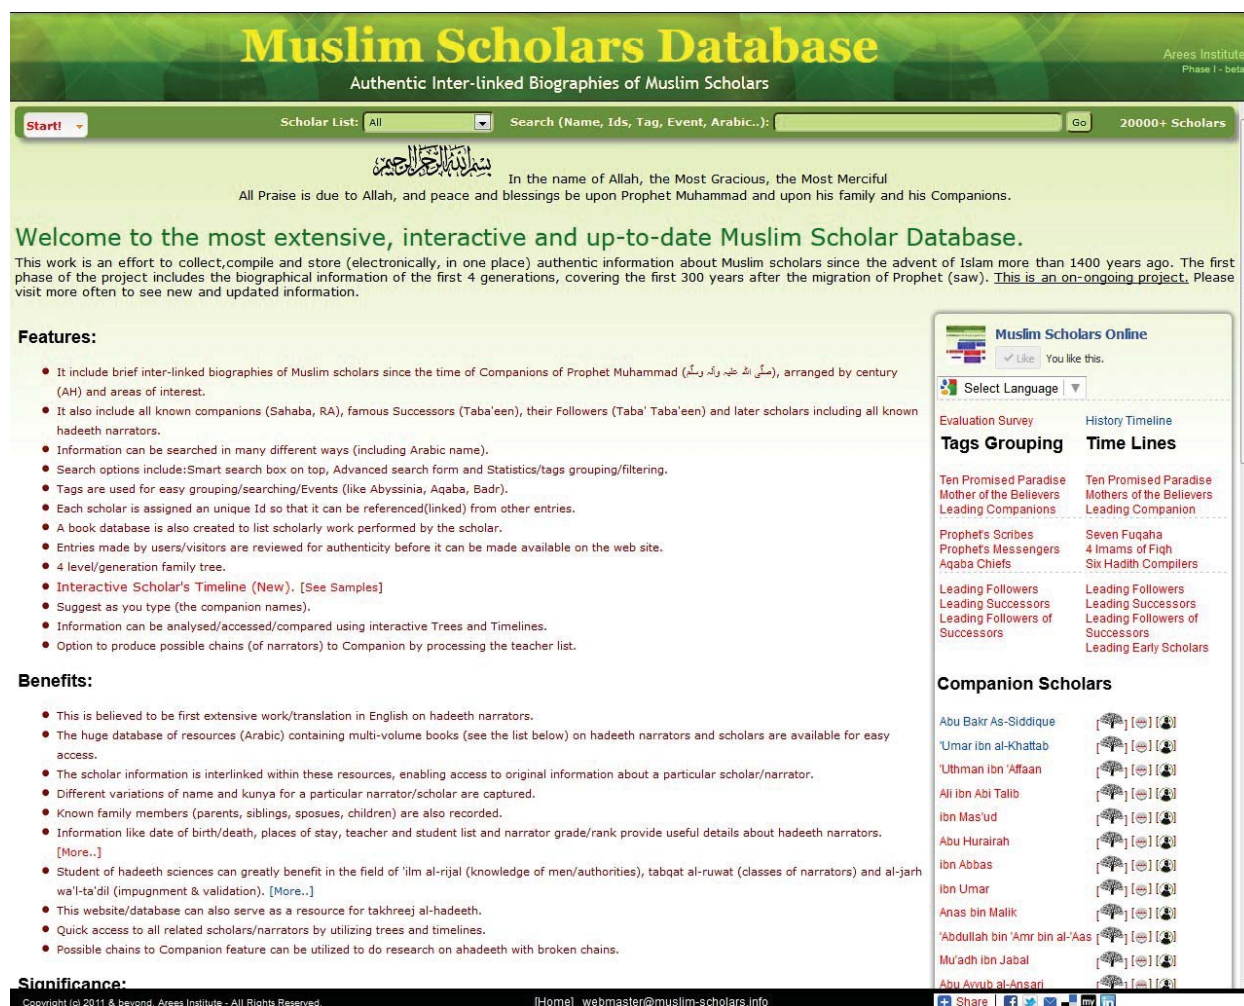 Muslim Scholars Database
Authentic Inter-linked Biographies of Muslim Scholars
Arees Institute
Phase I - beta
Start!
Scholar List: All
Search (Name, Ids, Tag, Event, Arabic..):
Go
20000+ Scholars
In the name of Allah, the Most Gracious, the Most Merciful
All Praise is due to Allah, and peace and blessings be upon Prophet Muhammad and upon his family and his Companions.
Welcome to the most extensive, interactive and up-to-date Muslim Scholar Database.
This work is an effort to collect,compile and store (electronically, in one place) authentic information about Muslim scholars since the advent of Islam more than 1400 years ago. The first
phase of the project includes the biographical information of the first 4 generations, covering the first 300 years after the migration of Prophet (saw). This is an on-ongoing project. Please
visit more often to see new and updated information.
Features:
It include brief inter-linked biographies of Muslim scholars since the time of Companions of Prophet Muhammad (صلّی اللہ علیہ وآلہ وسلّم), arranged by century
(AH) and areas of interest.
It also include all known companions (Sahaba, RA), famous Successors (Taba'een), their Followers (Taba' Taba'een) and later scholars including all known
hadeeth narrators.
Information can be searched in many different ways (including Arabic name).
Search options include:Smart search box on top, Advanced search form and Statistics/tags grouping/filtering.
Tags are used for easy grouping/searching/Events (like Abyssinia, Aqaba, Badr).
Each scholar is assigned an unique Id so that it can be referenced(linked) from other entries.
A book database is also created to list scholarly work performed by the scholar.
Entries made by users/visitors are reviewed for authenticity before it can be made available on the web site.
4 level/generation family tree.
Interactive Scholar's Timeline (New). [See Samples]
Suggest as you type (the companion names).
Information can be analysed/accessed/compared using interactive Trees and Timelines.
Option to produce possible chains (of narrators) to Companion by processing the teacher list.
Benefits:
This is believed to be first extensive work/translation in English on hadeeth narrators.
The huge database of resources (Arabic) containing multi-volume books (see the list below) on hadeeth narrators and scholars are available for easy
access.
The scholar information is interlinked within these resources, enabling access to original information about a particular scholar/narrator.
Different variations of name and kunya for a particular narrator/scholar are captured.
Known family members (parents, siblings, sposues, children) are also recorded.
Information like date of birth/death, places of stay, teacher and student list and narrator grade/rank provide useful details about hadeeth narrators.
[More..]
Student of hadeeth sciences can greatly benefit in the field of 'ilm al-rijal (knowledge of men/authorities), tabqat al-ruwat (classes of narrators) and al-jarh
wa'l-ta'dil (impugnment & validation). [More..]
This website/database can also serve as a resource for takhreej al-hadeeth.
Quick access to all related scholars/narrators by utilizing trees and timelines.
Possible chains to Companion feature can be utilized to do research on ahadeeth with broken chains.
Significance:
Muslim Scholars Online
Like You like this.
Select Language
Evaluation Survey History Timeline
Tags Grouping Time Lines
Ten Promised Paradise Ten Promised Paradise
Mother of the Believers Mothers of the Believers
Leading Companions Leading Companion
Prophet's Scribes Seven Fuqaha
Prophet's Messengers 4 Imams of Fiqh
Aqaba Chiefs Six Hadith Compilers
Leading Followers Leading Followers
Leading Successors Leading Successors
Leading Followers of Leading Followers of
Successors Successors
Leading Early Scholars
Companion Scholars
Abu Bakr As-Siddique
'Umar ibn al-Khattab
'Uthman ibn 'Affaan
Ali ibn Abi Talib
ibn Mas'ud
Abu Hurairah
ibn Abbas
ibn Umar
Anas bin Malik
'Abdullah bin 'Amr bin al-'Aas
Mu'adh ibn Jabal
Abu Ayyub al-Ansari
Copyright (c) 2011 & beyond. Arees Institute - All Rights Reserved.
[Home] webmaster@muslim-scholars.info
Share